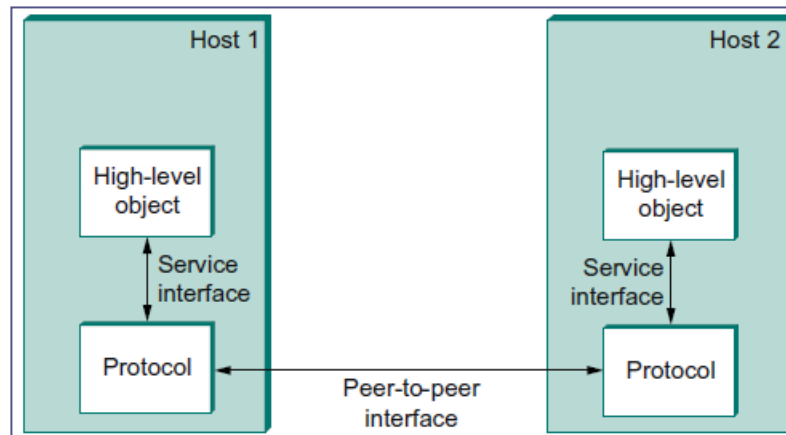 Host 1
Host 2
High-level
object
High-level
object
Service
interface
Service
interface
Protocol
Protocol
Peer-to-peer
interface